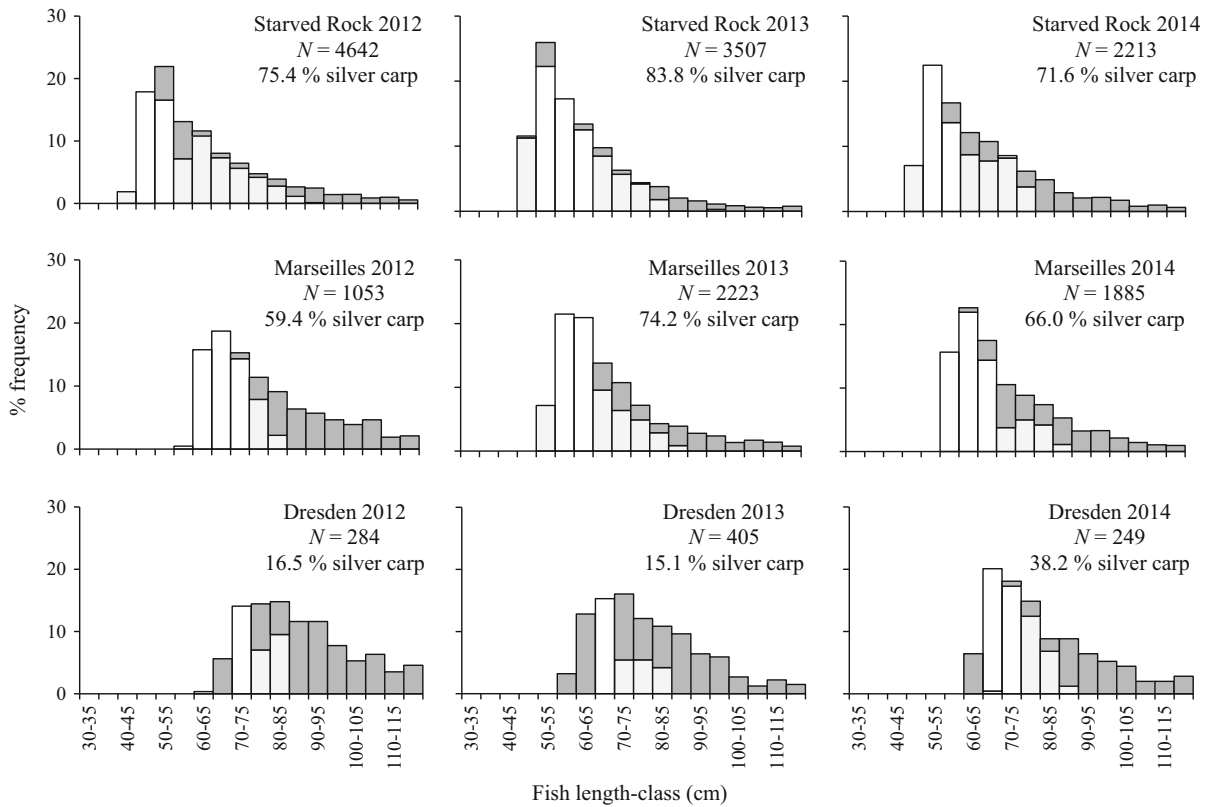 % frequency
30
20
10
0
Starved Rock 2012
N = 4642
75.4 % silver carp
Starved Rock 2013
N = 3507
83.8 % silver carp
Starved Rock 2014
N = 2213
71.6 % silver carp
30
20
10
0
Marseilles 2012
N = 1053
59.4 % silver carp
Marseilles 2013
N = 2223
74.2 % silver carp
Marseilles 2014
N = 1885
66.0 % silver carp
30
20
10
0
Dresden 2012
N = 284
16.5 % silver carp
Dresden 2013
N = 405
15.1 % silver carp
Dresden 2014
N = 249
38.2 % silver carp
30-35
40-45
50-55
60-65
70-75
80-85
90-95
100-105
110-115
30-35
40-45
50-55
60-65
70-75
80-85
90-95
100-105
110-115
30-35
40-45
50-55
60-65
70-75
80-85
90-95
100-105
110-115
Fish length-class (cm)